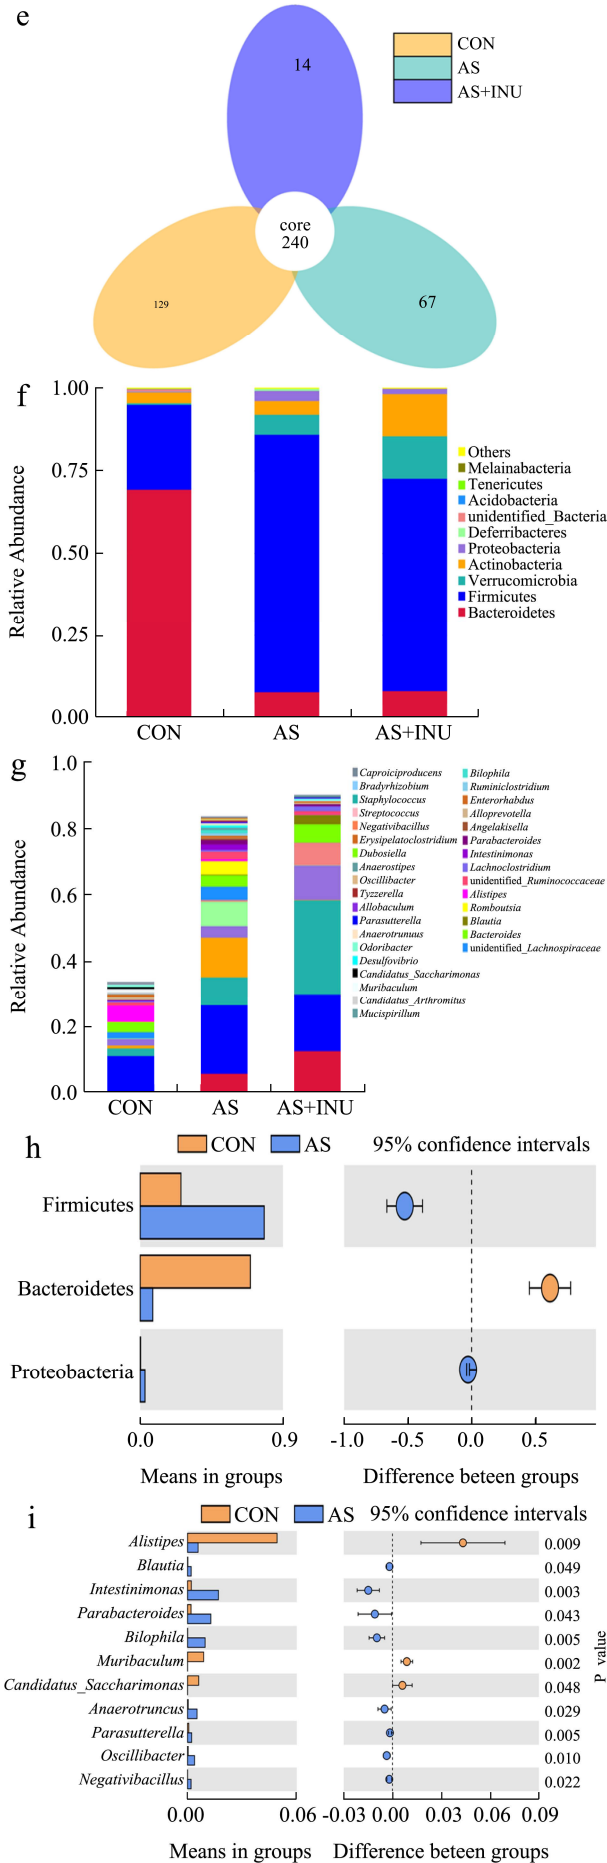 e
14
CON
AS
AS+INU
core
240
129
67
f
Relative Abundance
1.00
0.75
0.50
0.25
0.00
CON
AS
AS+INU
Others
Melainabacteria
Tenericutes
Acidobacteria
unidentified_Bacteria
Deferribacteres
Proteobacteria
Actinobacteria
Verrucomicrobia
Firmicutes
Bacteroidetes
g
Relative Abundance
1.0
0.8
0.6
0.4
0.2
0.0
CON
AS
AS+INU
Caproiciproducens
Bradyrhizobium
Staphylococcus
Streptococcus
Negativibacillus
Erysipelatoclostridium
Dubosiella
Anaerostipes
Oscillibacter
Tyzzerella
Allobaculum
Parasutterella
Anaerotrunuus
Odoribacter
Desulfovibrio
Candidatus_Saccharimonas
Muribaculum
Candidatus_Arthromitus
Mucispirillum
Bilophila
Ruminiclostridium
Enterorhabdus
Alloprevotella
Angelakisella
Parabacteroides
Intestinimonas
Lachnoclostridium
unidentified_Ruminococcaceae
Alistipes
Romboutsia
Blautia
Bacteroides
unidentified_Lachnospiraceae
h
CON
AS
95% confidence intervals
Firmicutes
Bacteroidetes
Proteobacteria
0.0
0.9
-1.0
-0.5
0.0
0.5
Means in groups
Difference beteen groups
i
CON
AS
95% confidence intervals
Alistipes
0.009
Blautia
0.049
Intestinimonas
0.003
Parabacteroides
0.043
Bilophila
0.005
Muribaculum
0.002
Candidatus_Saccharimonas
0.048
Anaerotruncus
0.029
Parasutterella
0.005
Oscillibacter
0.010
Negativibacillus
0.022
P value
0.00
0.06
-0.03
0.00
0.03
0.06
0.09
Means in groups
Difference beteen groups